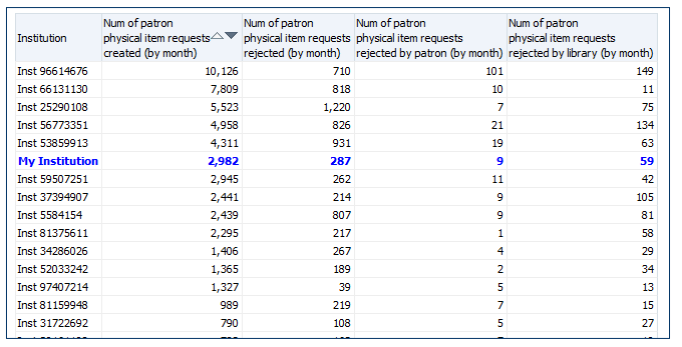 Institution Num of patron physical item requests created (by month) Num of patron physical item requests rejected (by month) Num of patron physical item requests rejected by patron (by month) Num of patron physical item requests rejected by library (by month)
Inst 96614676 10,126 710 101 149
Inst 66131130 7,809 818 10 11
Inst 25290108 5,523 1,220 7 75
Inst 56773351 4,958 826 21 134
Inst 53859913 4,311 931 19 63
My Institution 2,982 287 9 59
Inst 59507251 2,945 262 11 42
Inst 37394907 2,441 214 9 105
Inst 5584154 2,439 807 9 81
Inst 81375611 2,295 217 1 58
Inst 34286026 1,406 267 4 29
Inst 52033242 1,365 189 2 34
Inst 97407214 1,327 39 5 13
Inst 81159948 989 219 7 15
Inst 31722692 790 108 5 27